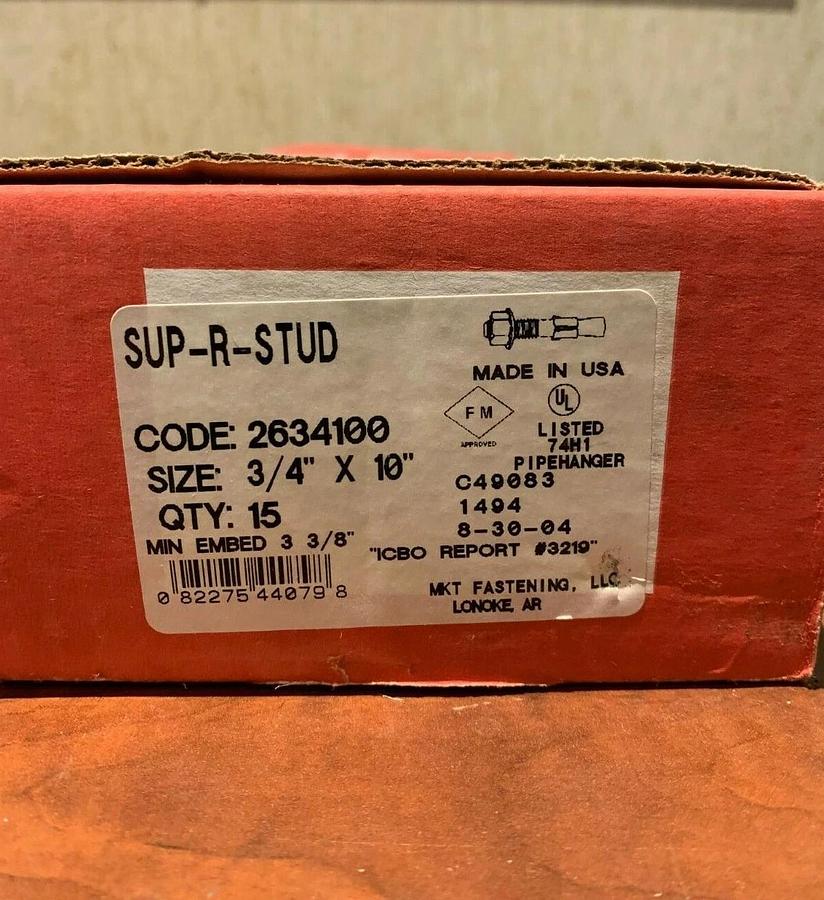 SUP-R-STUD
MADE IN USA
FM
APPROVED
UL
LISTED
74H1
PIPEHANGER
CODE: 2634100
SIZE: 3/4" X 10"
QTY: 15
MIN EMBED 3 3/8"
C49083
1494
8-30-04
"ICBO REPORT #3219"
0 82275 44079 8
MKT FASTENING, LLC.
LONOKE, AR